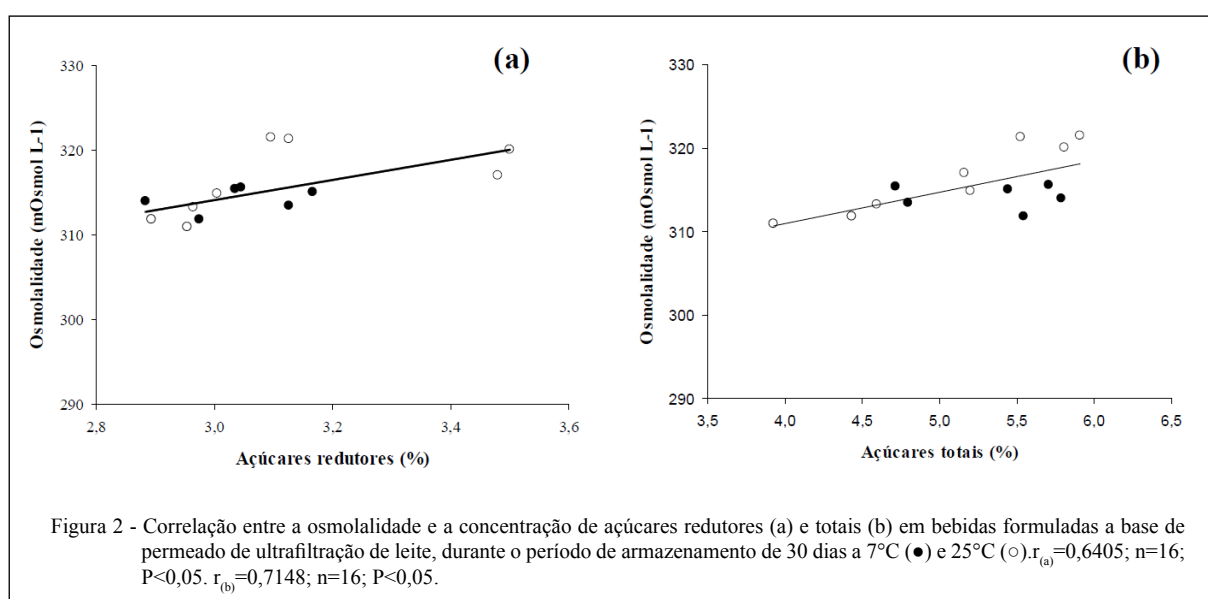 (a)
330
320
310
300
290
2,8
3,0
3,2
3,4
3,6
Osmolalidade (mOsmol L-1)
Açúcares redutores (%)
(b)
330
320
310
300
290
3,5
4,0
4,5
5,0
5,5
6,0
6,5
Osmolalidade (mOsmol L-1)
Açúcares totais (%)
Figura 2 - Correlação entre a osmolalidade e a concentração de açúcares redutores (a) e totais (b) em bebidas formuladas a base de
permeado de ultrafiltração de leite, durante o período de armazenamento de 30 dias a 7°C (●) e 25°C (○).r(a)=0,6405; n=16;
P<0,05. r(b)=0,7148; n=16; P<0,05.